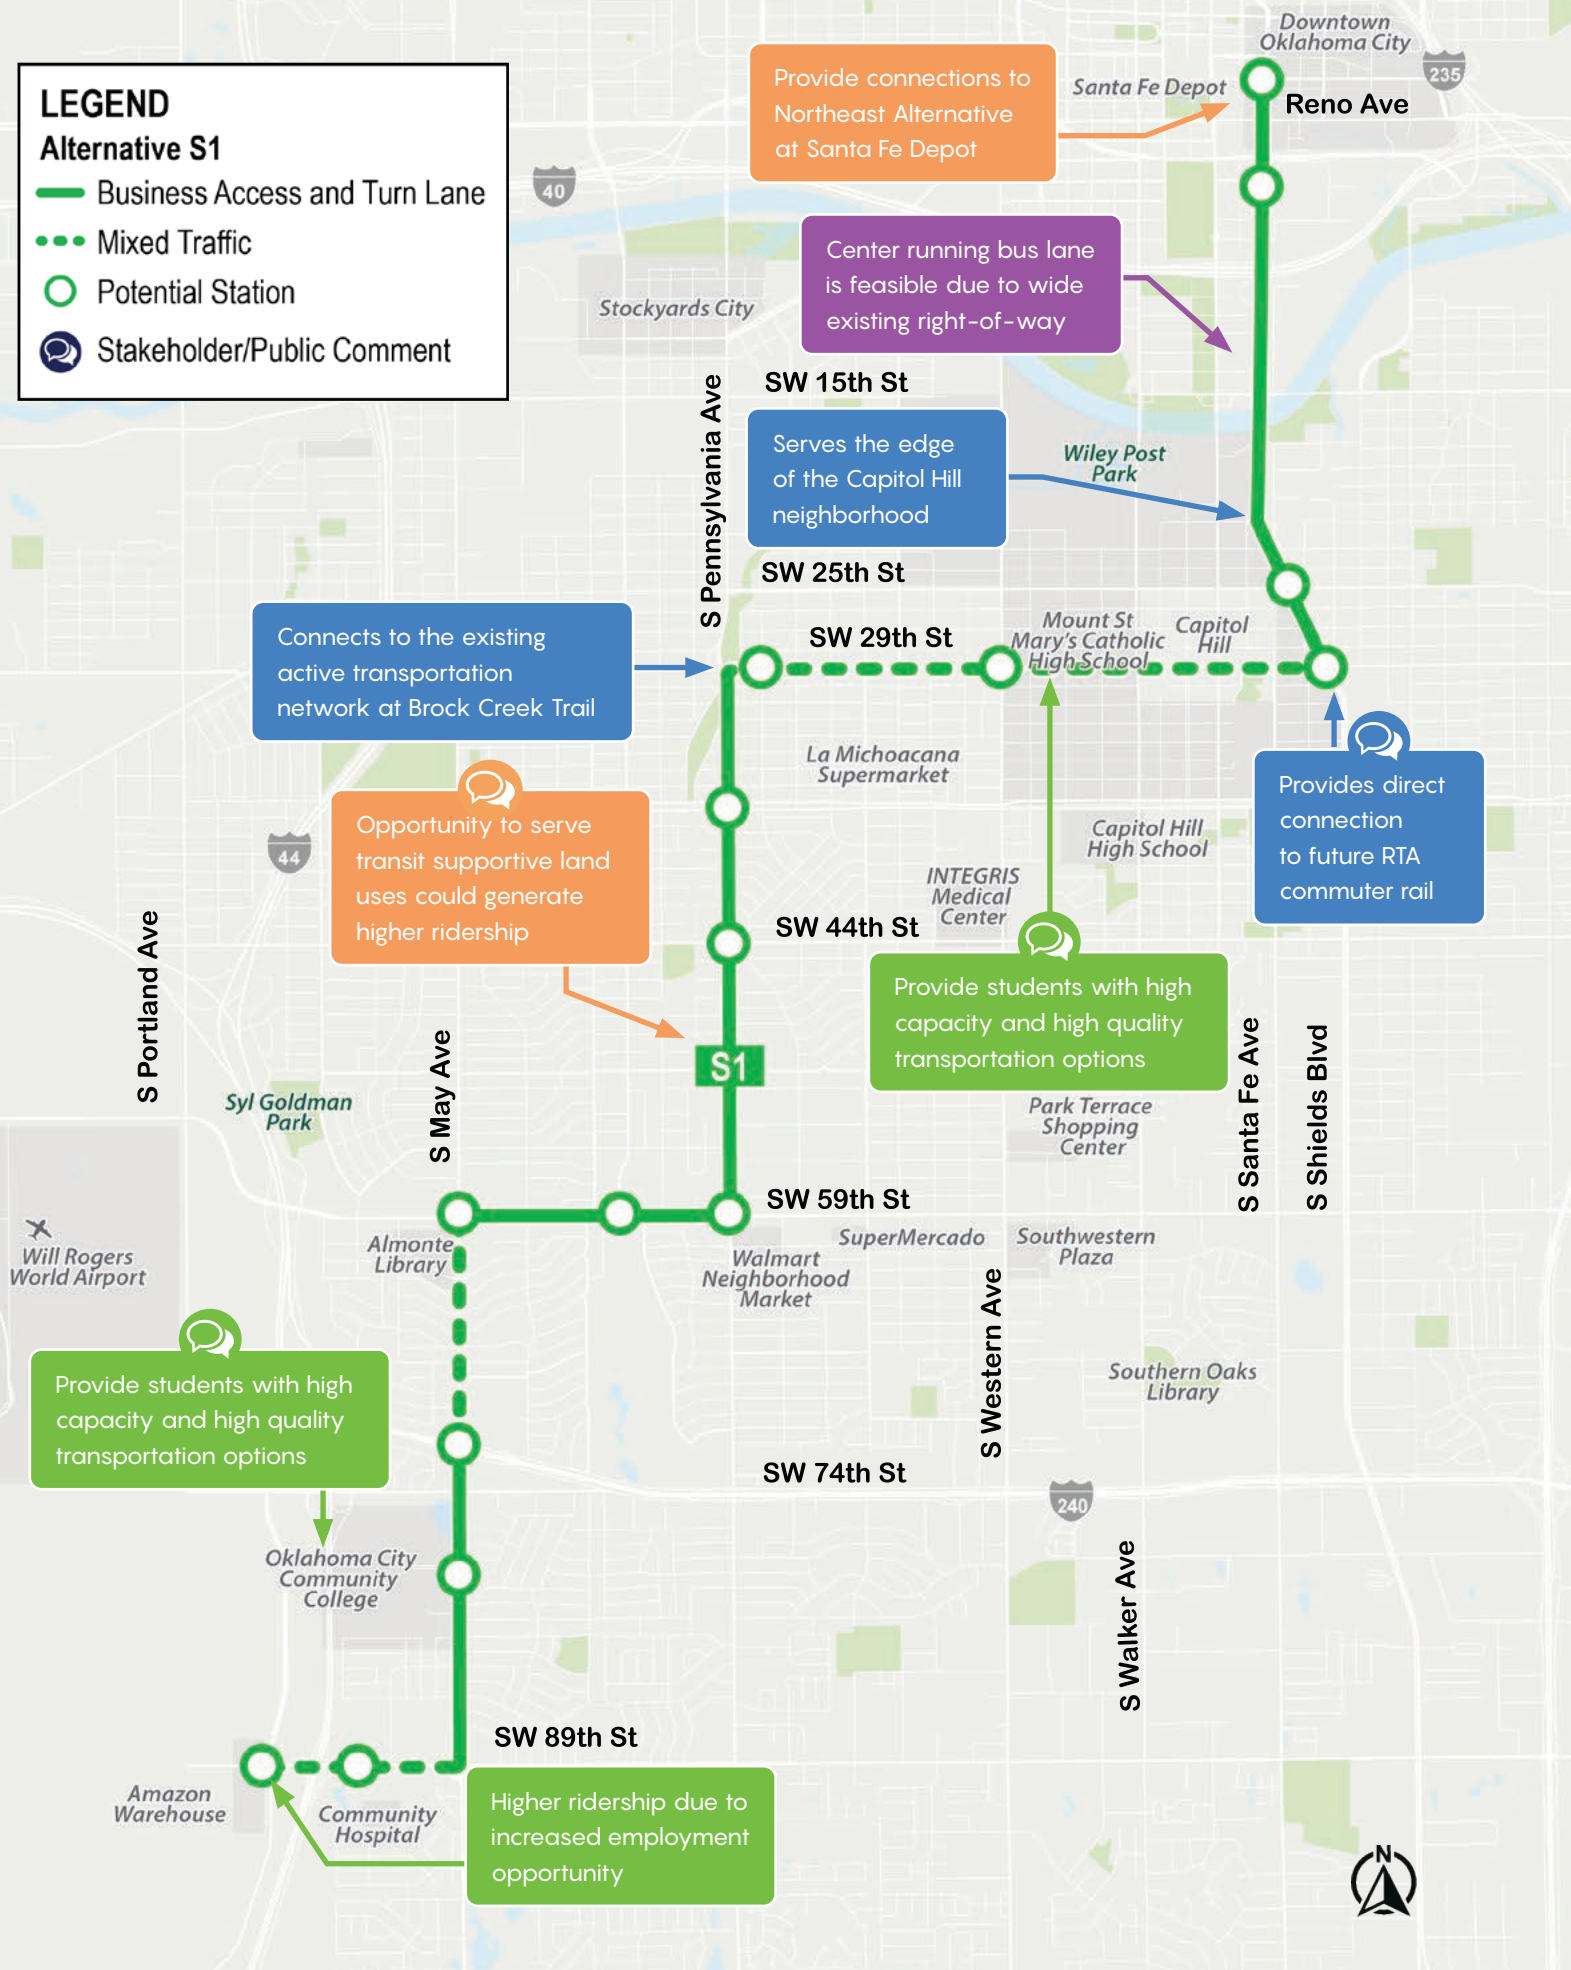 Downtown
Oklahoma City
235
Santa Fe Depot
Reno Ave
Provide connections to
Northeast Alternative
at Santa Fe Depot
LEGEND
Alternative S1
Business Access and Turn Lane
Mixed Traffic
Potential Station
Stakeholder/Public Comment
40
Center running bus lane
is feasible due to wide
existing right-of-way
Stockyards City
SW 15th St
S Pennsylvania Ave
Serves the edge
of the Capitol Hill
neighborhood
Wiley Post
Park
SW 25th St
Connects to the existing
active transportation
network at Brock Creek Trail
SW 29th St
Mount St
Mary's Catholic
High School
Capitol
Hill
La Michoacana
Supermarket
Provides direct
connection
to future RTA
commuter rail
Opportunity to serve
transit supportive land
uses could generate
higher ridership
44
Capitol Hill
High School
INTEGRIS
Medical
Center
SW 44th St
S Portland Ave
Provide students with high
capacity and high quality
transportation options
S May Ave
S1
S Santa Fe Ave
S Shields Blvd
Syl Goldman
Park
Park Terrace
Shopping
Center
SW 59th St
Will Rogers
World Airport
Almonte
Library
Walmart
Neighborhood
Market
SuperMercado
Southwestern
Plaza
S Western Ave
Provide students with high
capacity and high quality
transportation options
Southern Oaks
Library
SW 74th St
240
Oklahoma City
Community
College
S Walker Ave
SW 89th St
Amazon
Warehouse
Community
Hospital
Higher ridership due to
increased employment
opportunity
N